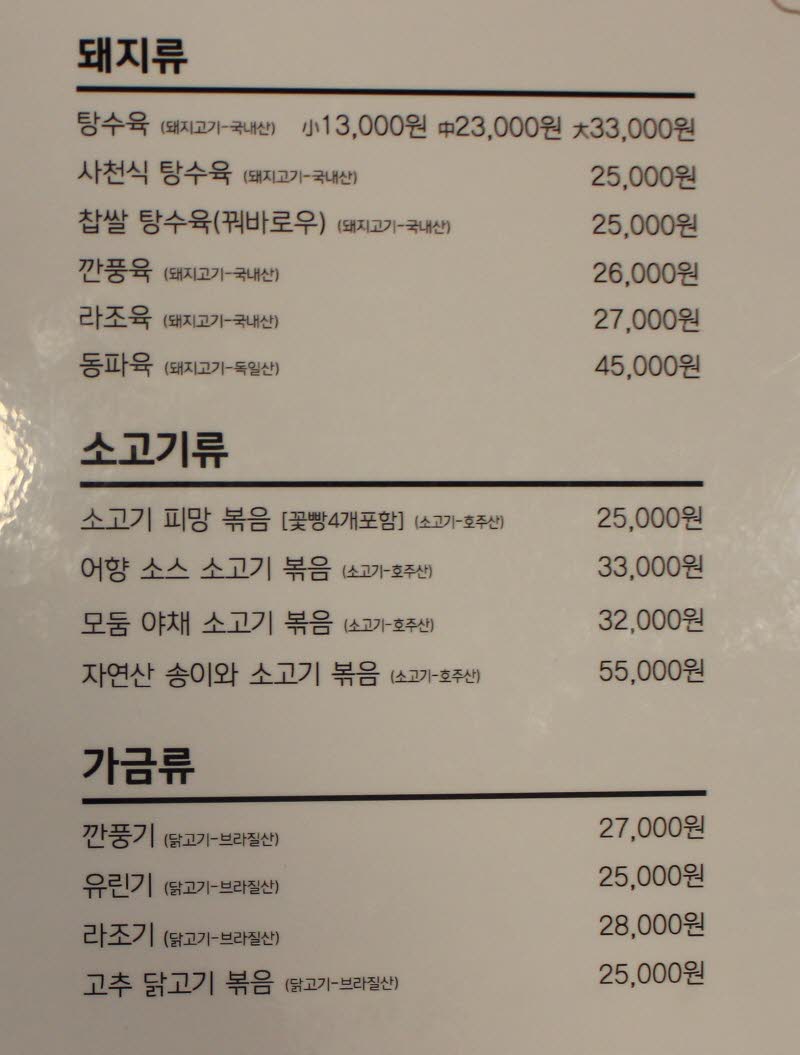 돼지류
탕수육 (돼지고기-국내산) 小13,000원 中23,000원 大33,000원
사천식 탕수육 (돼지고기-국내산) 25,000원
찹쌀 탕수육(꿔바로우) (돼지고기-국내산) 25,000원
깐풍육 (돼지고기-국내산) 26,000원
라조육 (돼지고기-국내산) 27,000원
동파육 (돼지고기-독일산) 45,000원
소고기류
소고기 피망 볶음 [꽃빵4개포함] (소고기-호주산) 25,000원
어향 소스 소고기 볶음 (소고기-호주산) 33,000원
모둠 야채 소고기 볶음 (소고기-호주산) 32,000원
자연산 송이와 소고기 볶음 (소고기-호주산) 55,000원
가금류
깐풍기 (닭고기-브라질산) 27,000원
유린기 (닭고기-브라질산) 25,000원
라조기 (닭고기-브라질산) 28,000원
고추 닭고기 볶음 (닭고기-브라질산) 25,000원